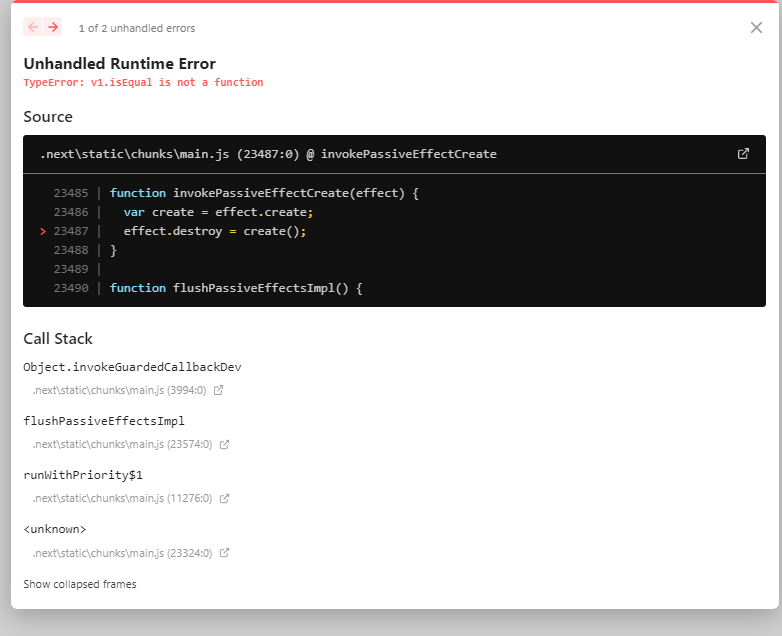 1 of 2 unhandled errors
Unhandled Runtime Error
TypeError: v1.isEqual is not a function
Source
.next\static\chunks\main.js (23487:0) @ invokePassiveEffectCreate
23485 | function invokePassiveEffectCreate(effect) {
23486 |   var create = effect.create;
> 23487 |   effect.destroy = create();
23488 | }
23489 |
23490 | function flushPassiveEffectsImpl() {
Call Stack
Object.invokeGuardedCallbackDev
.next\static\chunks\main.js (3994:0)
flushPassiveEffectsImpl
.next\static\chunks\main.js (23574:0)
runWithPriority$1
.next\static\chunks\main.js (11276:0)
<unknown>
.next\static\chunks\main.js (23324:0)
Show collapsed frames